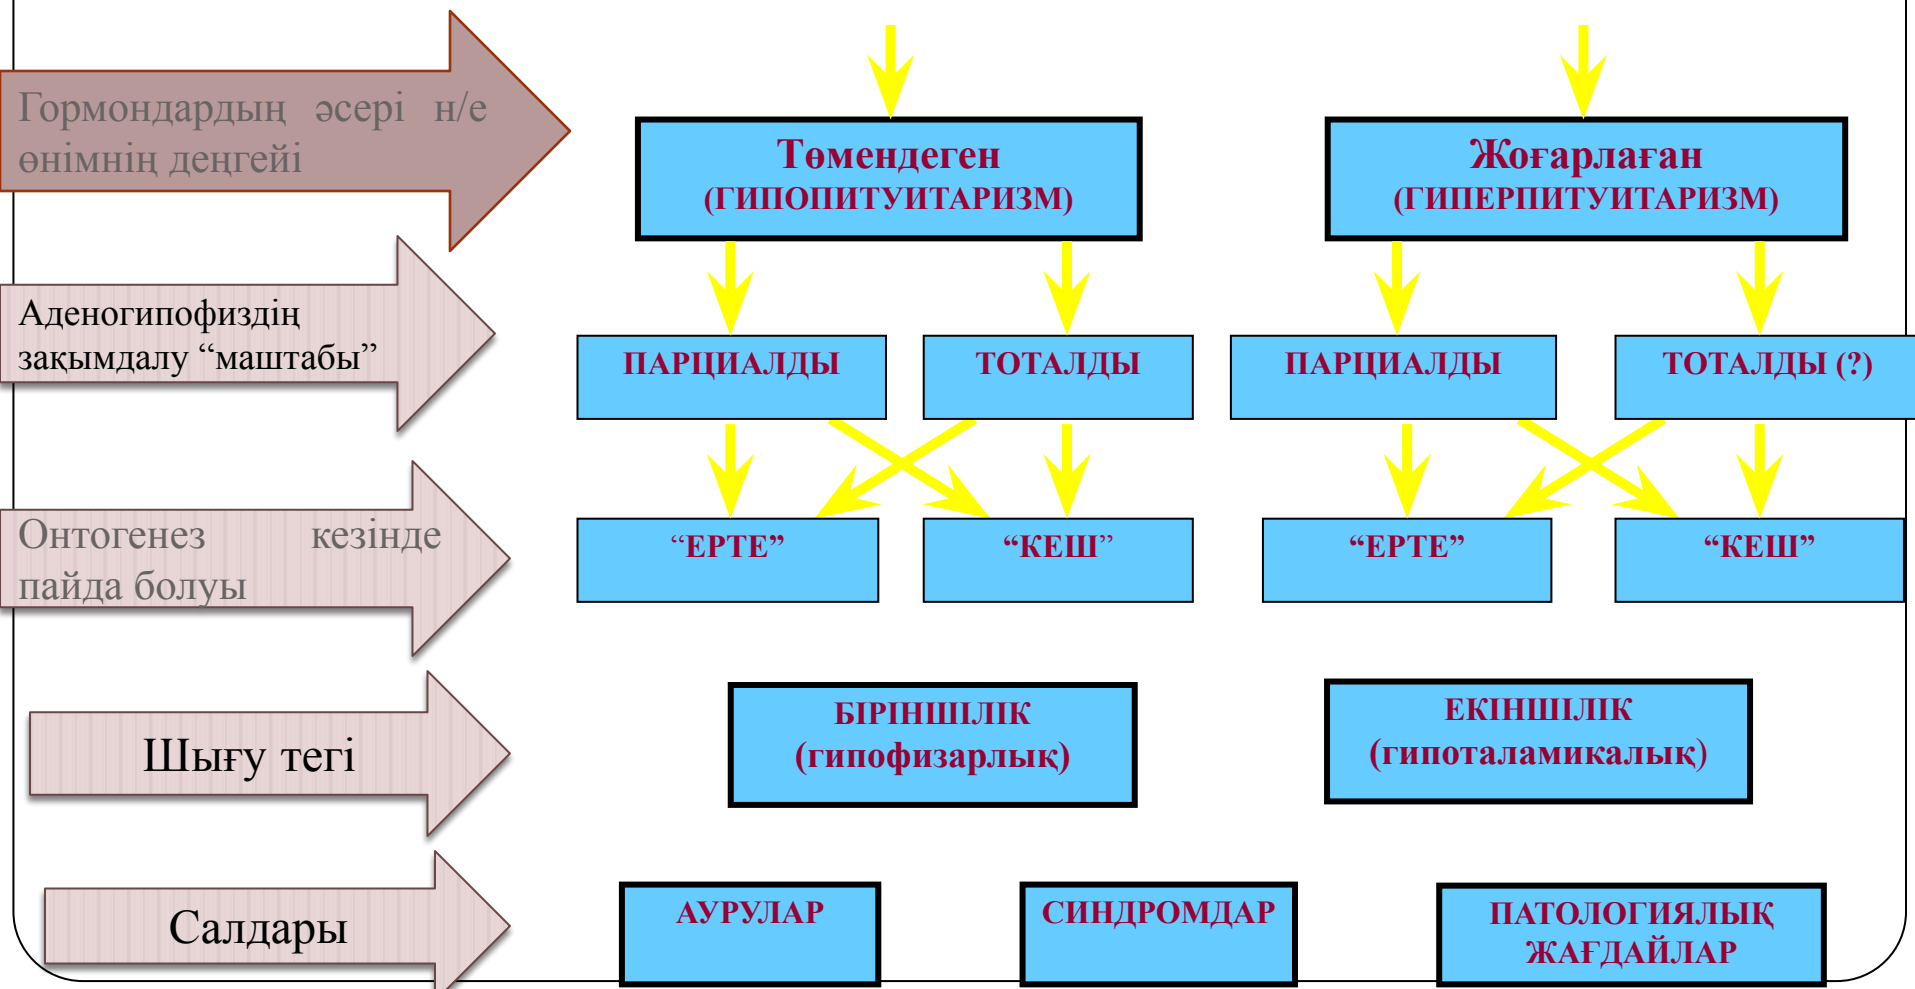 Гормондардың әсері н/е
өнімнің деңгейі
Төмендеген
(ГИПОПИТУИТАРИЗМ)
Жоғарлаған
(ГИПЕРПИТУИТАРИЗМ)
Аденогипофиздің
зақымдалу “маштабы”
ПАРЦИАЛДЫ
ТОТАЛДЫ
ПАРЦИАЛДЫ
ТОТАЛДЫ (?)
Онтогенез кезінде
пайда болуы
“ЕРТЕ”
“КЕШ”
“ЕРТЕ”
“КЕШ”
Шығу тегі
БІРІНШІЛІК
(гипофизарлық)
ЕКІНШІЛІК
(гипоталамикалық)
Салдары
АУРУЛАР
СИНДРОМДАР
ПАТОЛОГИЯЛЫҚ
ЖАҒДАЙЛАР